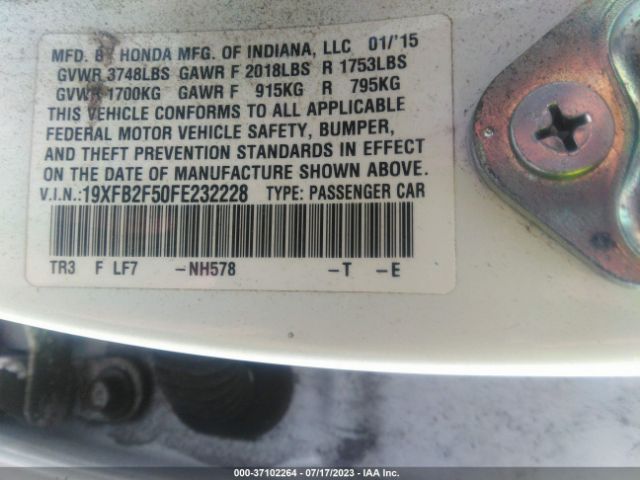 MFD. BY HONDA MFG. OF INDIANA, LLC 01/'15
GVWR 3748LBS GAWR F 2018LBS R 1753LBS
GVWR 1700KG GAWR F 915KG R 795KG
THIS VEHICLE CONFORMS TO ALL APPLICABLE
FEDERAL MOTOR VEHICLE SAFETY, BUMPER,
AND THEFT PREVENTION STANDARDS IN EFFECT
ON THE DATE OF MANUFACTURE SHOWN ABOVE.
V.I.N.:19XFB2F50FE232228 TYPE: PASSENGER CAR
TR3 F LF7 -NH578 -T -E
000-37102264 - 07/17/2023 - IAA Inc.